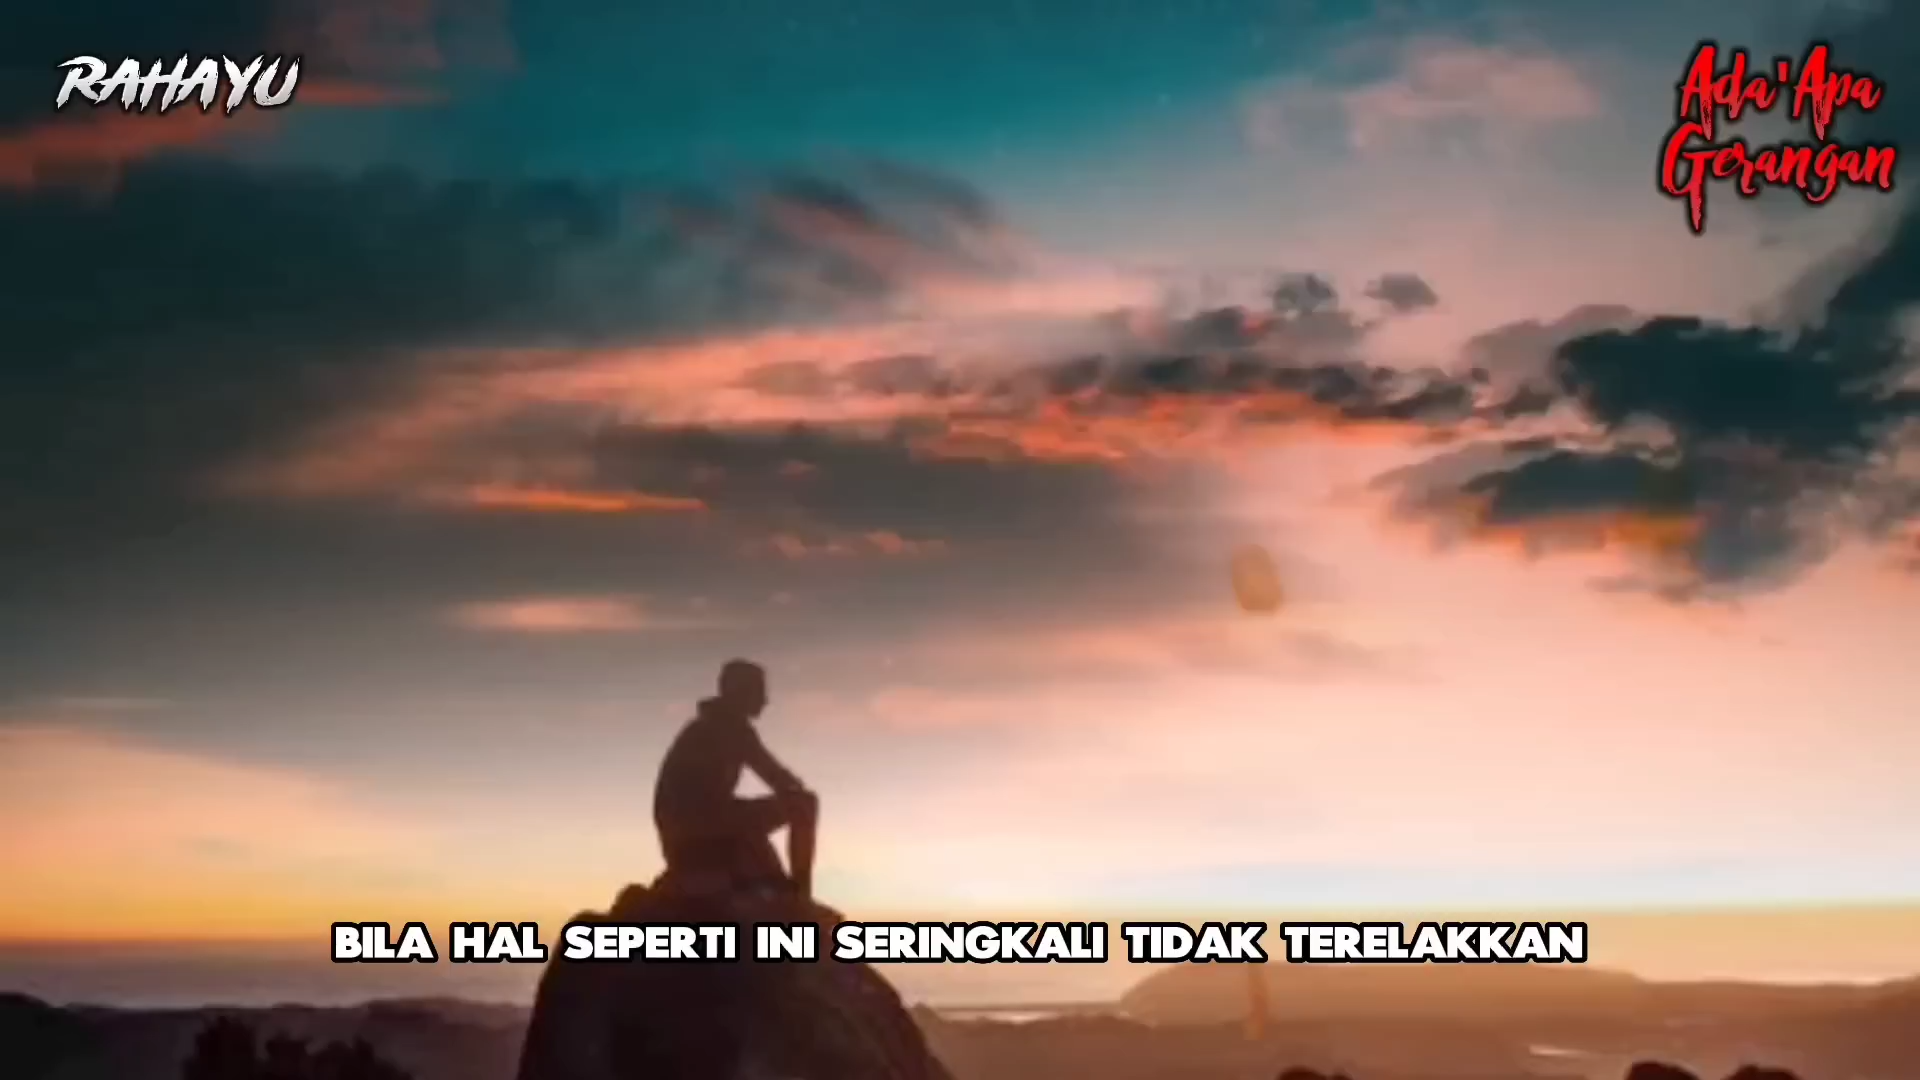 RAHAYU
Ada'Apa
Gerangan
BILA HAL SEPERTI INI SERINGKALI TIDAK TERELAKKAN